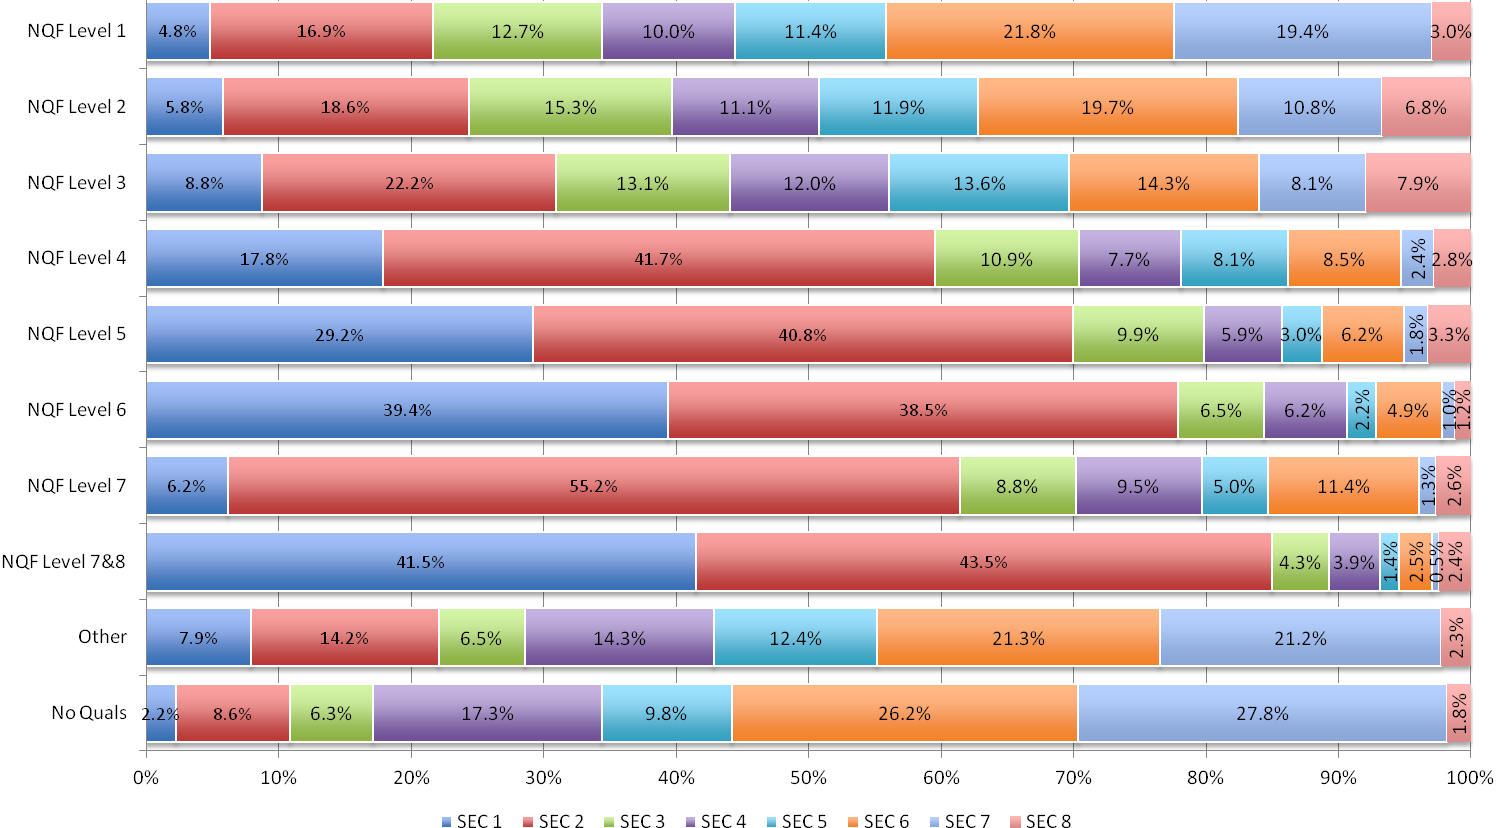 NQF Level 1 4.8% 16.9% 12.7% 10.0% 11.4% 21.8% 19.4% 3.0%
NQF Level 2 5.8% 18.6% 15.3% 11.1% 11.9% 19.7% 10.8% 6.8%
NQF Level 3 8.8% 22.2% 13.1% 12.0% 13.6% 14.3% 8.1% 7.9%
NQF Level 4 17.8% 41.7% 10.9% 7.7% 8.1% 8.5% 2.4% 2.8%
NQF Level 5 29.2% 40.8% 9.9% 5.9% 3.0% 6.2% 1.8% 3.3%
NQF Level 6 39.4% 38.5% 6.5% 6.2% 2.2% 4.9% 1.0% 1.2%
NQF Level 7 6.2% 55.2% 8.8% 9.5% 5.0% 11.4% 1.3% 2.6%
NQF Level 7&8 41.5% 43.5% 4.3% 3.9% 1.4% 2.5% 0.5% 2.4%
Other 7.9% 14.2% 6.5% 14.3% 12.4% 21.3% 21.2% 2.3%
No Quals 2.2% 8.6% 6.3% 17.3% 9.8% 26.2% 27.8% 1.8%
0% 10% 20% 30% 40% 50% 60% 70% 80% 90% 100%
SEC 1 SEC 2 SEC 3 SEC 4 SEC 5 SEC 6 SEC 7 SEC 8